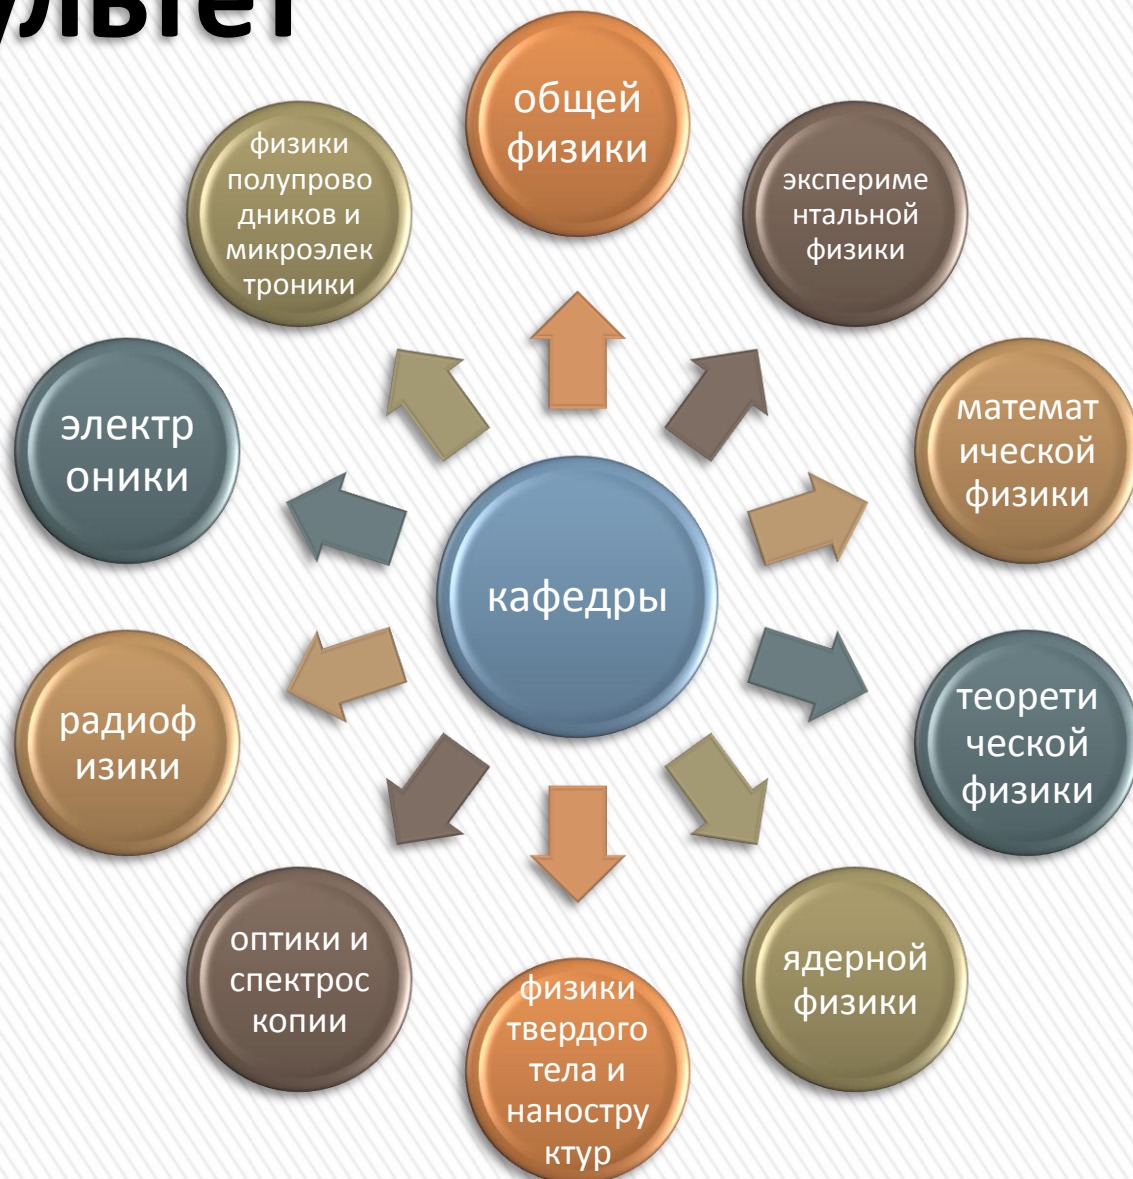 ультет
общей
физики
эксперime
нтальной
физики
математ
ической
физики
теорети
ческой
физики
ядерной
физики
физики
твердого
тела и
наностру
ктур
оптики и
спектрос
копии
радиоф
изики
электр
оники
физики
полупрово
дников и
микроэлек
троники
кафедры